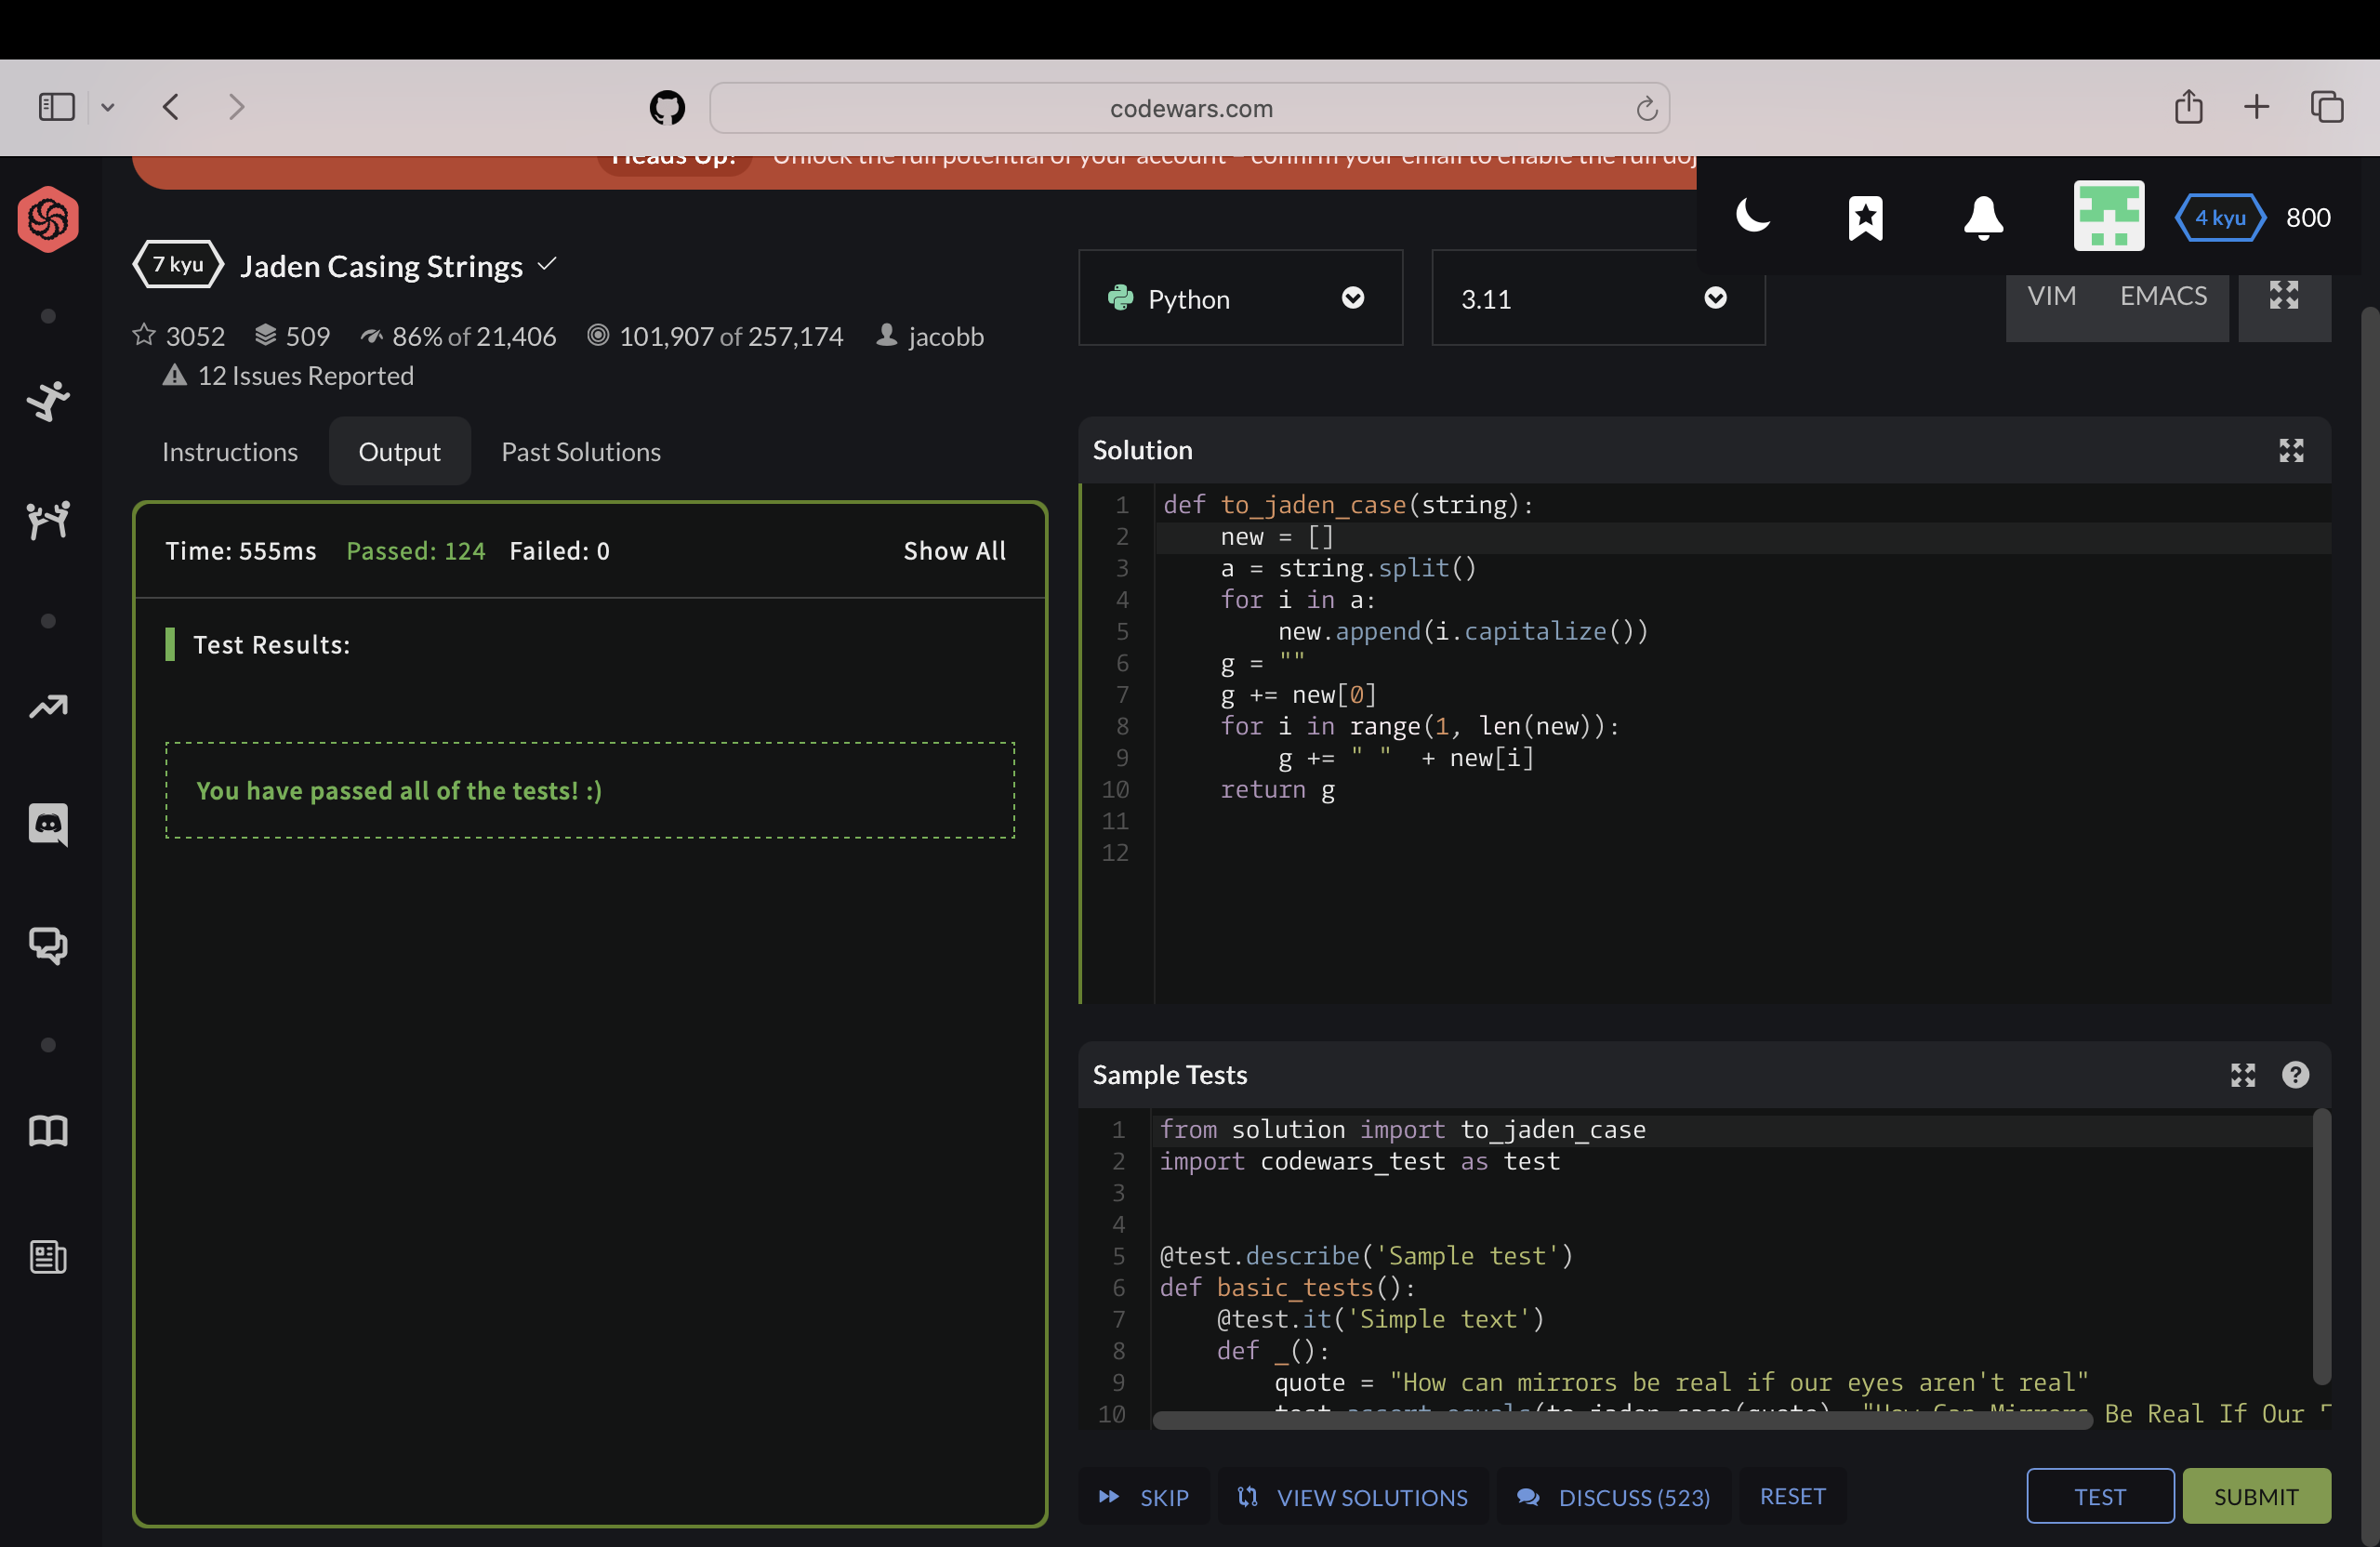 codewars.com
Heads Up! Unlock the full potential of your account – confirm your email to enable the full doj
4 kyu 800
7 kyu Jaden Casing Strings
3052 509 86% of 21,406 101,907 of 257,174 jacobb
12 Issues Reported
Python
3.11
VIM EMACS
Instructions Output Past Solutions
Time: 555ms Passed: 124 Failed: 0 Show All
Test Results:
You have passed all of the tests! :)
Solution
1 def to_jaden_case(string):
2     new = []
3     a = string.split()
4     for i in a:
5         new.append(i.capitalize())
6     g = ""
7     g += new[0]
8     for i in range(1, len(new)):
9         g += " "  + new[i]
10     return g
11
12
Sample Tests
1 from solution import to_jaden_case
2 import codewars_test as test
3
4
5 @test.describe('Sample test')
6 def basic_tests():
7     @test.it('Simple text')
8     def _():
9         quote = "How can mirrors be real if our eyes aren't real"
10         test.assert_equals(to_jaden_case(quote), "How Can Mirrors Be Real If Our
SKIP VIEW SOLUTIONS DISCUSS (523) RESET TEST SUBMIT